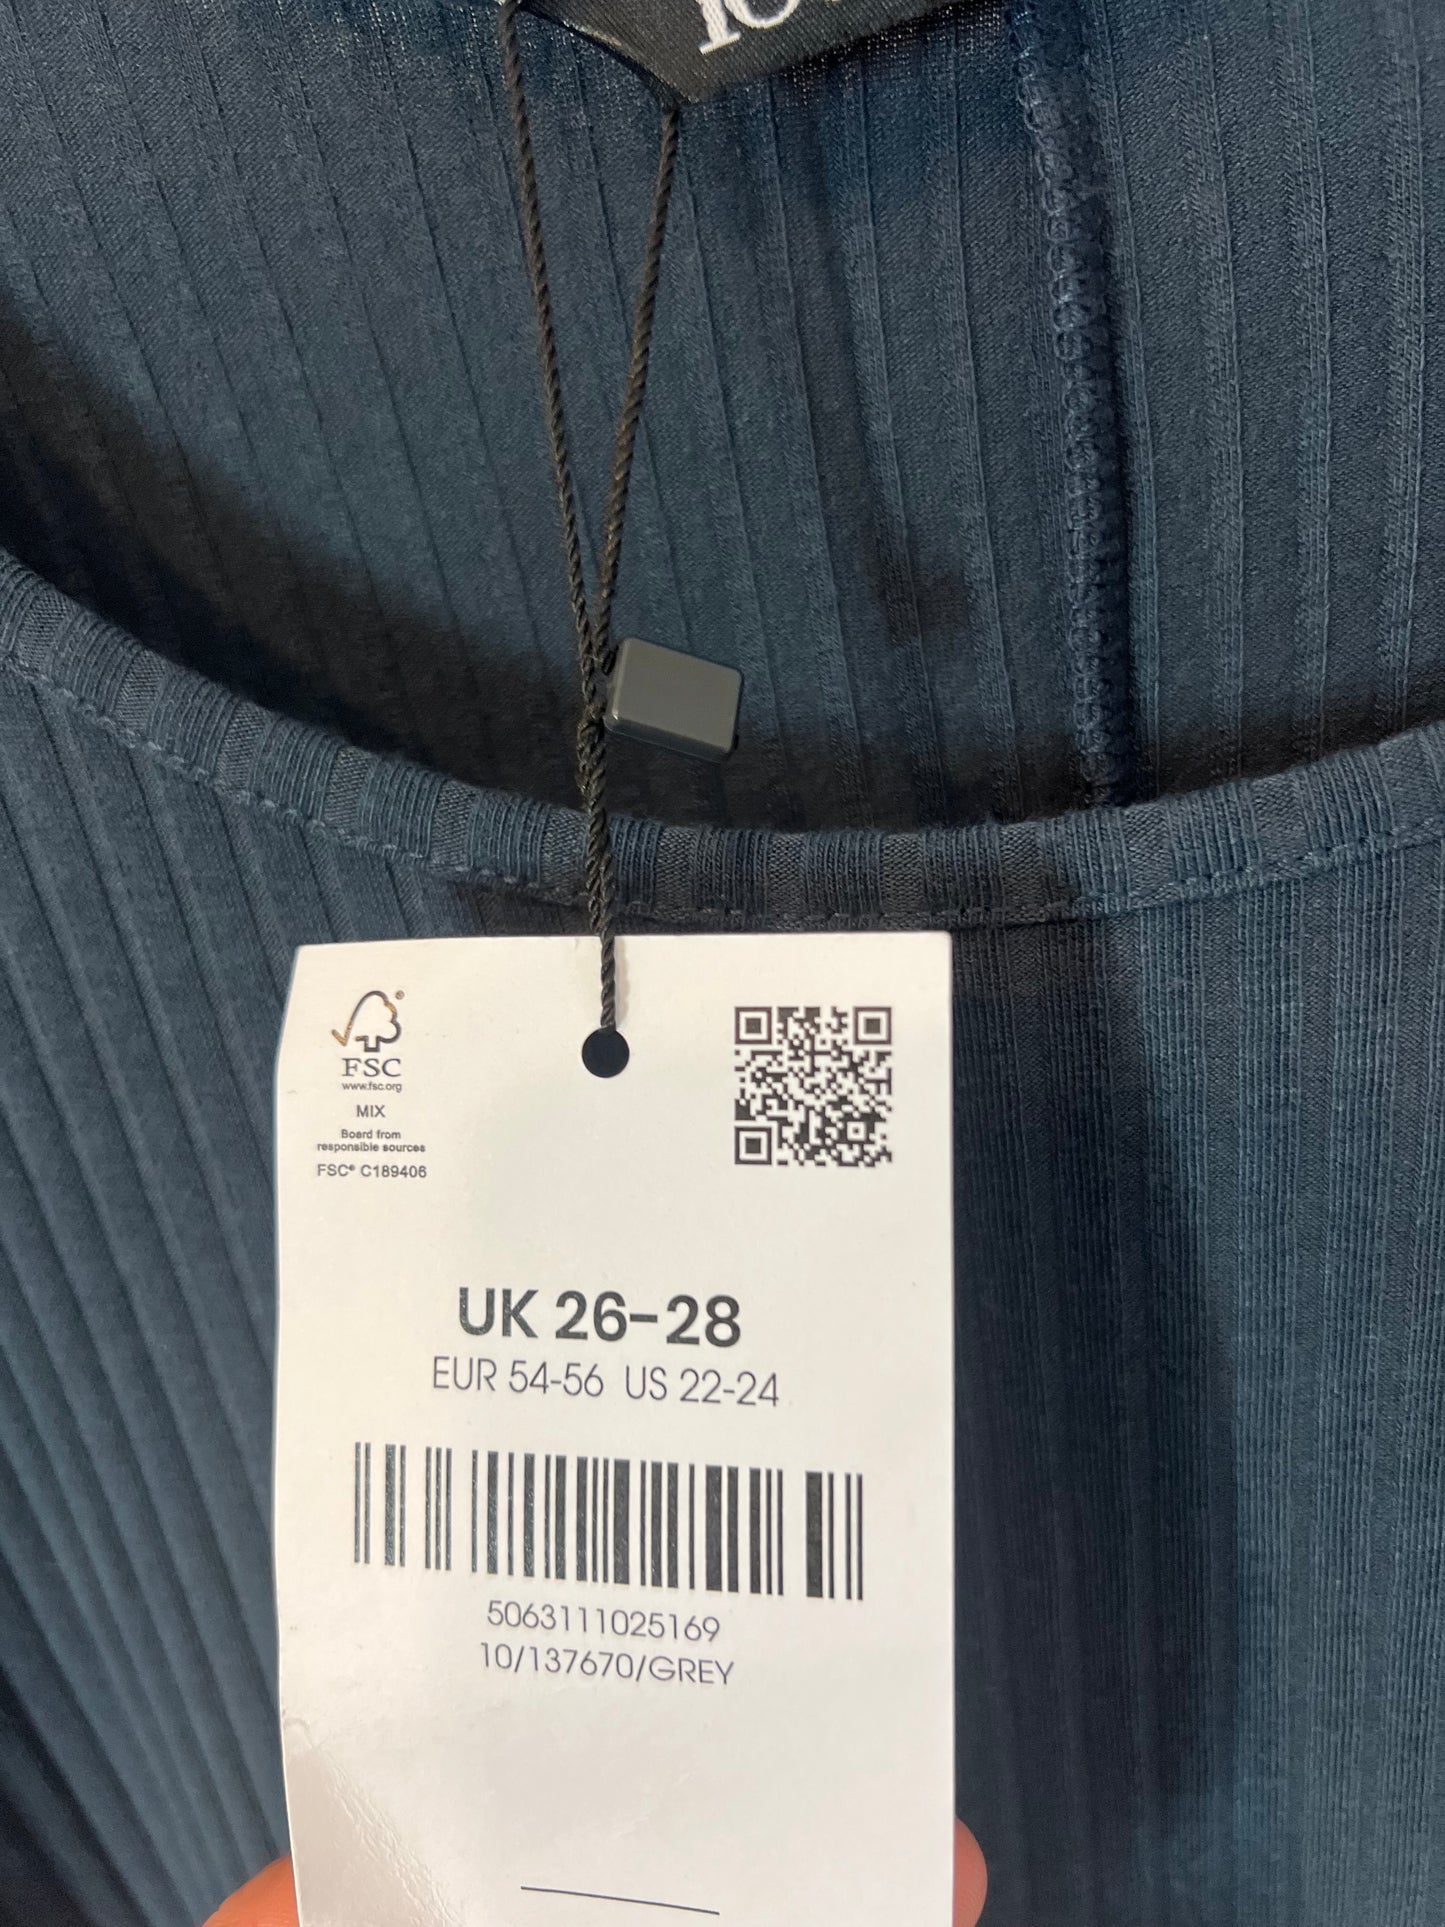 FSC
www.fsc.org
MIX
Board from
responsible sources
FSC® C189406
UK 26-28
EUR 54-56 US 22-24
5063111025169
10/137670/GREY